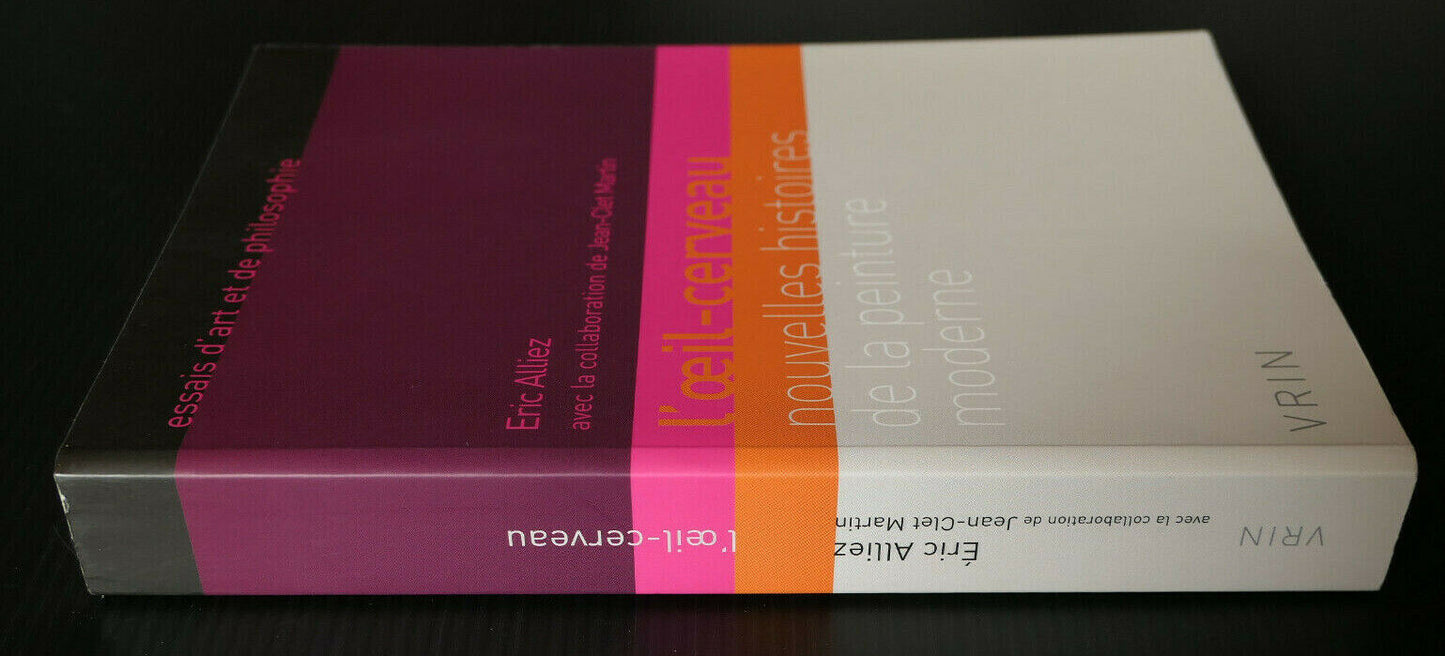 essais d'art et de philosophie
Eric Alliez
avec la collaboration de Jean-Clet Martin
l'œil-cerveau
nouvelles histoires
de la peinture
moderne
VRIN
VRIN
Éric Alliez
avec la collaboration de Jean-Clet Martin
l'œil-cerveau